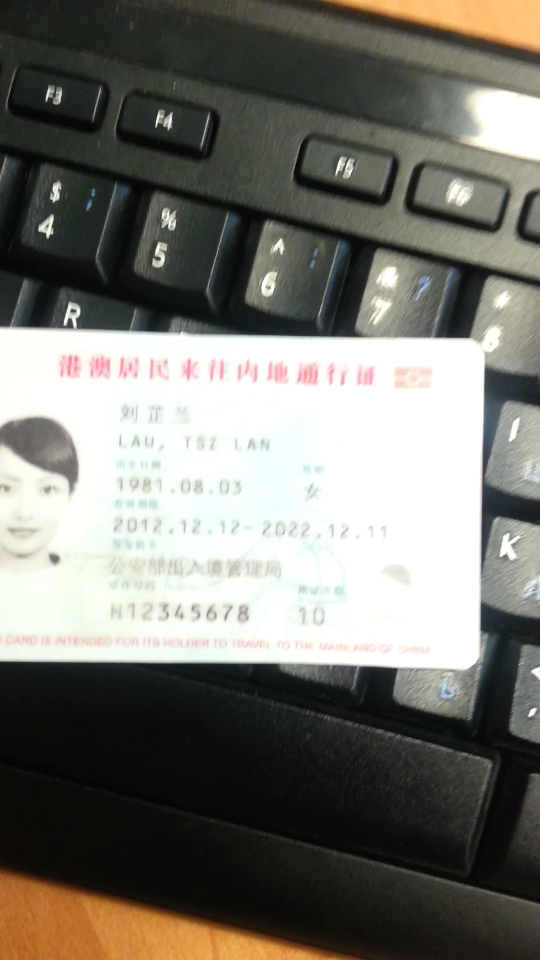 F3
F4
F5
F6
$
4
%
5
^
6
&
7
*
8
R
港澳居民来往内地通行证
刘芷兰
LAU, TSZ LAN
出生日期 性别
1981.08.03 女
有效期限
2012.12.12-2022.12.11
签发机关
公安部出入境管理局
证件号码 换证次数
H12345678 10
CARD IS INTENDED FOR ITS HOLDER TO TRAVEL TO THE MAINLAND OF CHINA
I
K